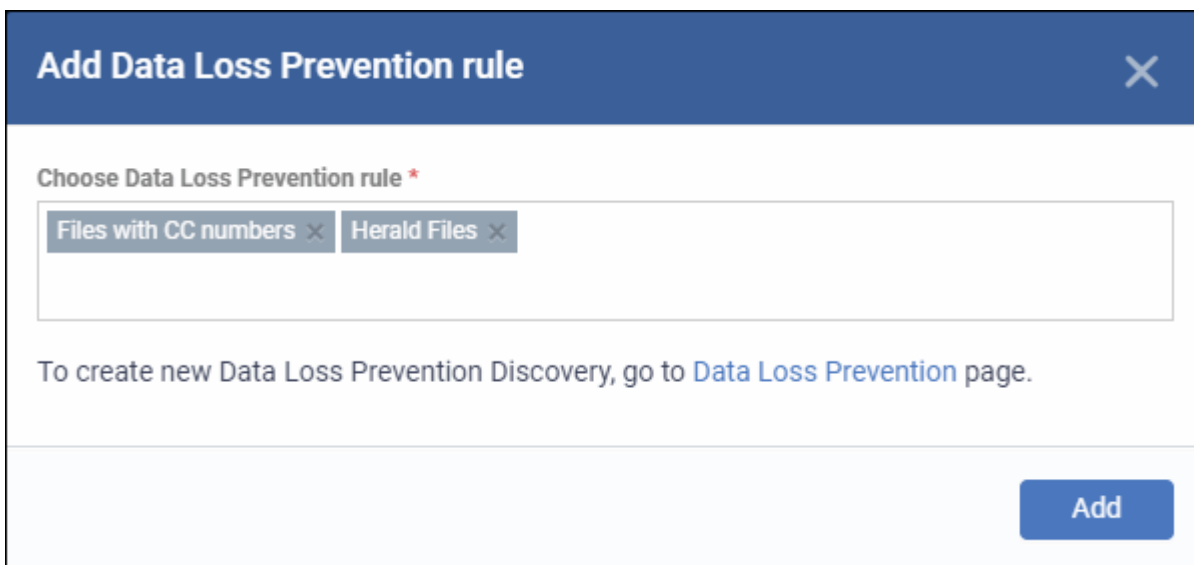 Add Data Loss Prevention rule
Choose Data Loss Prevention rule *
Files with CC numbers × Herald Files ×
To create new Data Loss Prevention Discovery, go to Data Loss Prevention page.
Add